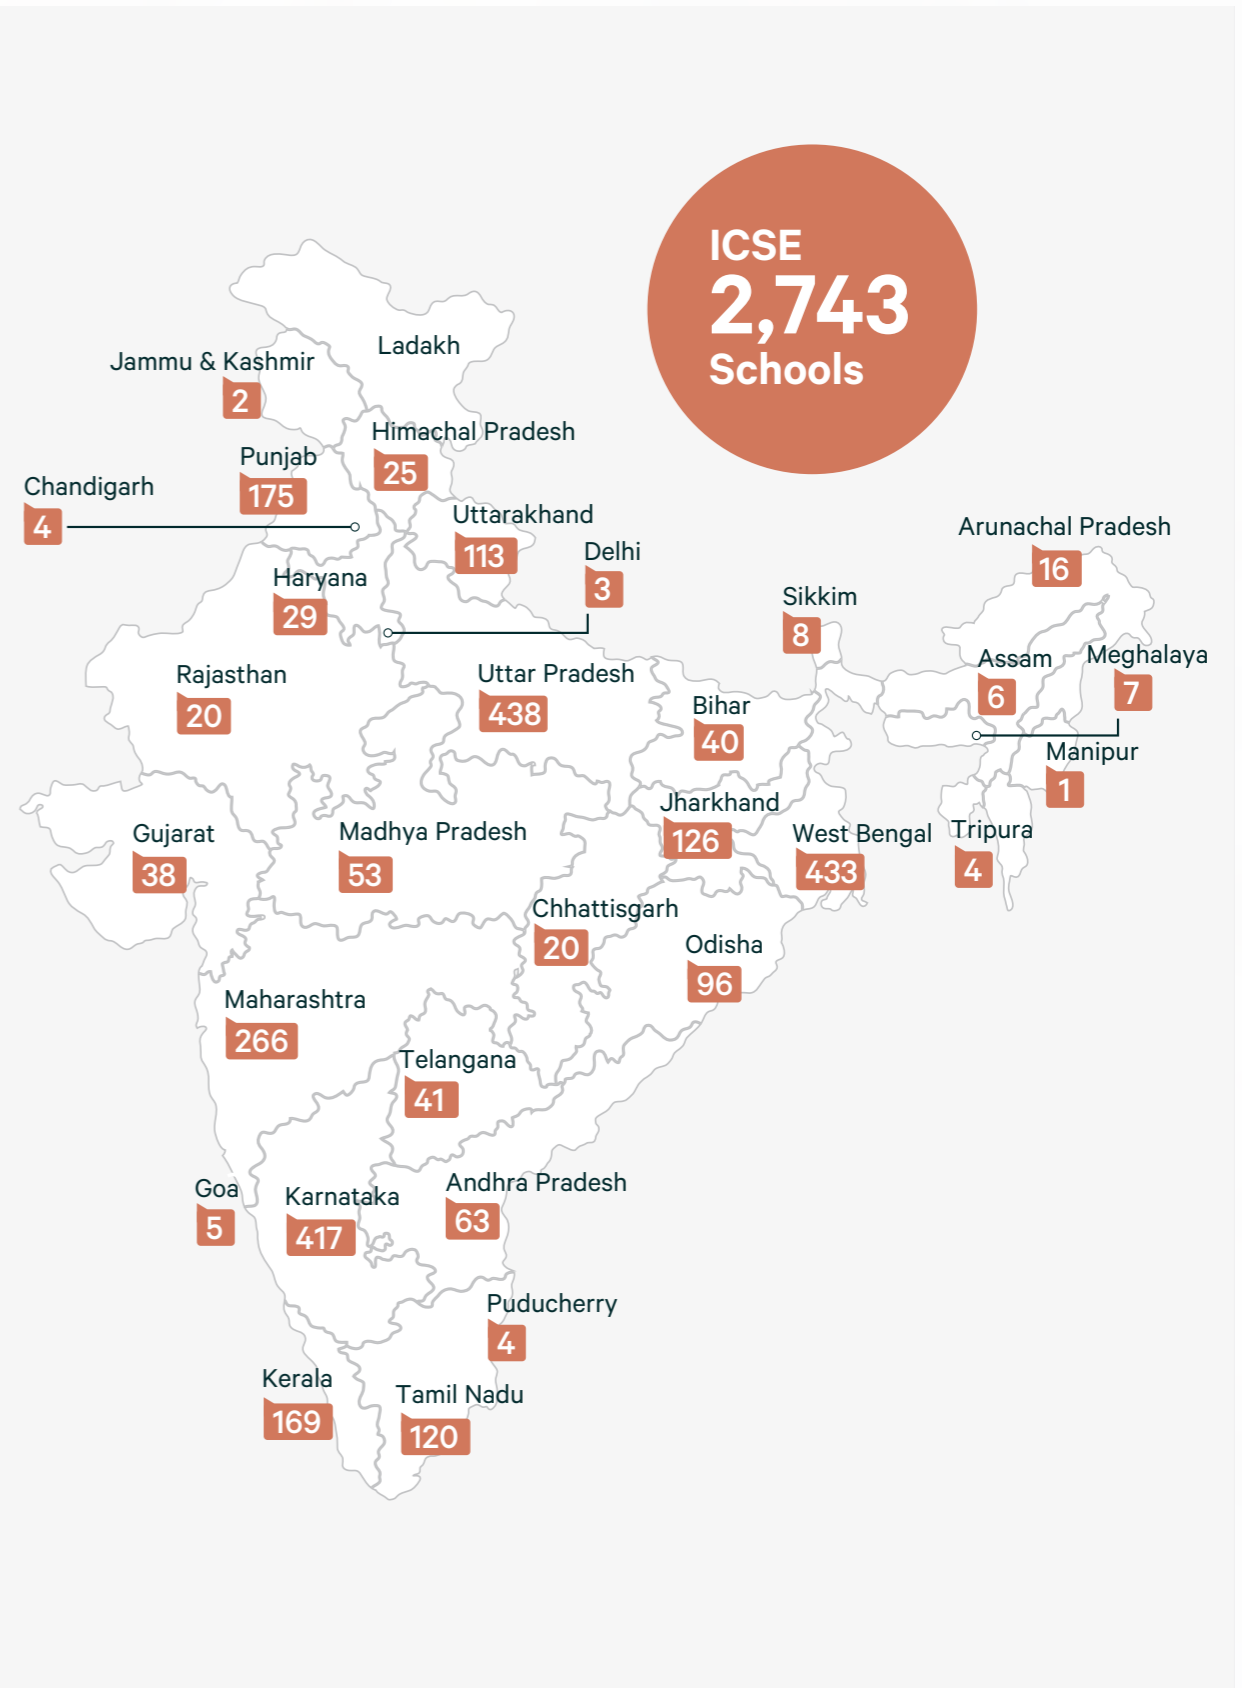 ICSE
2,743
Schools
Ladakh
Jammu & Kashmir
2
Himachal Pradesh
25
Punjab
175
Chandigarh
4
Uttarakhand
113
Delhi
3
Haryana
29
Arunachal Pradesh
16
Sikkim
8
Assam
6
Meghalaya
7
Rajasthan
20
Uttar Pradesh
438
Bihar
40
Manipur
1
Jharkhand
126
Gujarat
38
Madhya Pradesh
53
West Bengal
433
Tripura
4
Chhattisgarh
20
Odisha
96
Maharashtra
266
Telangana
41
Goa
5
Karnataka
417
Andhra Pradesh
63
Puducherry
4
Kerala
169
Tamil Nadu
120